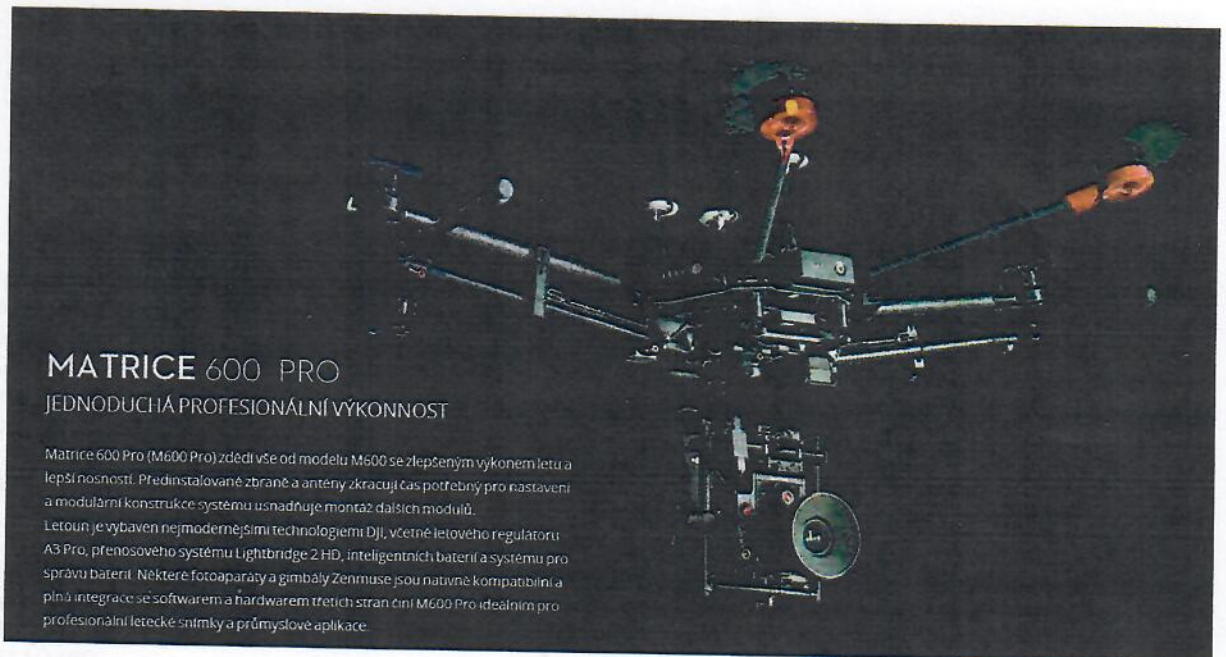 MATRICE 600 PRO
JEDNODUCHÁ PROFESIONÁLNÍ VÝKONNOST
Matrice 600 Pro (M600 Pro) zdědí vše od modelu M600 se zlepšeným výkonem letu a
lepší nosností. Předinstalované zbraně a antény zkracují čas potřebný pro nastavení
a modulární konstrukce systému usnadňuje montáž dalších modulů.
Letoun je vybaven nejmodernějšími technologiemi DJI, včetně letového regulátoru
A3 Pro, přenosového systému Lightbridge 2 HD, inteligentních baterií a systému pro
správu baterií. Některé fotoaparáty a gimbály Zenmuse jsou nativně kompatibilní a
plná integrace se softwarem a hardwarem třetích stran činí M600 Pro ideálním pro
profesionální letecké snímky a průmyslové aplikace.